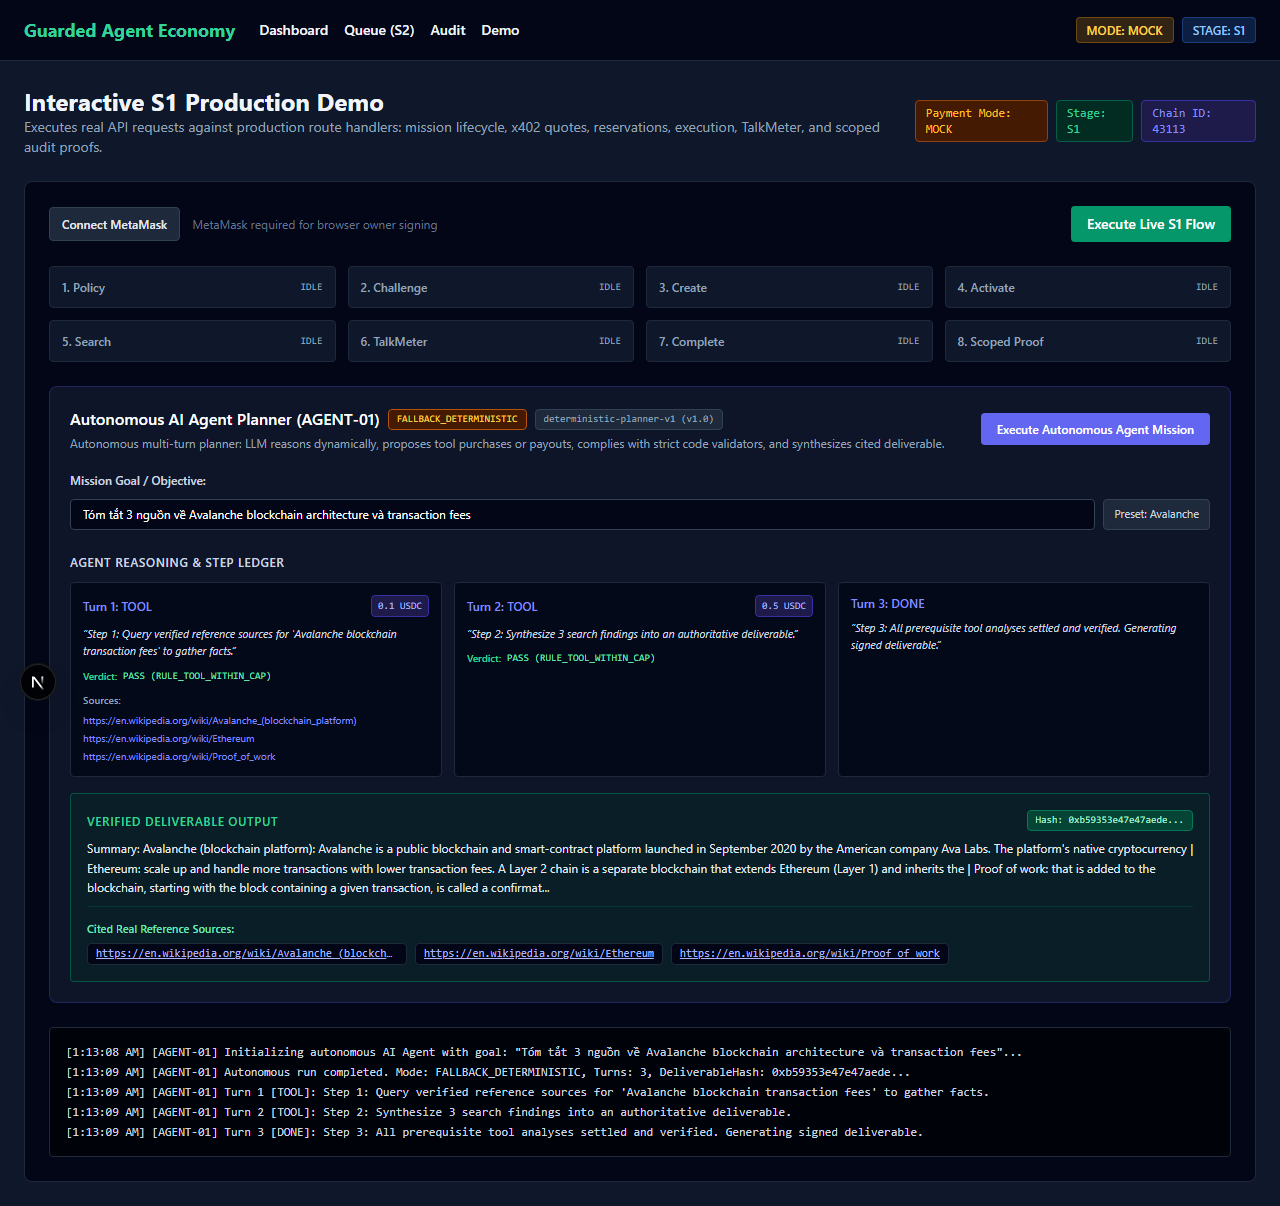 Guarded Agent Economy
Dashboard
Queue (S2)
Audit
Demo
MODE: MOCK
STAGE: S1
Interactive S1 Production Demo
Executes real API requests against production route handlers: mission lifecycle, x402 quotes, reservations, execution, TalkMeter, and scoped
audit proofs.
Payment Mode:
MOCK
Stage:
S1
Chain ID:
43113
Connect MetaMask
MetaMask required for browser owner signing
Execute Live S1 Flow
1. Policy
IDLE
2. Challenge
IDLE
3. Create
IDLE
4. Activate
IDLE
5. Search
IDLE
6. TalkMeter
IDLE
7. Complete
IDLE
8. Scoped Proof
IDLE
Autonomous AI Agent Planner (AGENT-01)
FALLBACK_DETERMINISTIC
deterministic-planner-v1 (v1.0)
Autonomous multi-turn planner: LLM reasons dynamically, proposes tool purchases or payouts, complies with strict code validators, and synthesizes cited deliverable.
Execute Autonomous Agent Mission
Mission Goal / Objective:
Tóm tắt 3 nguồn về Avalanche blockchain architecture và transaction fees
Preset: Avalanche
AGENT REASONING & STEP LEDGER
Turn 1: TOOL
0.1 USDC
"Step 1: Query verified reference sources for 'Avalanche blockchain
transaction fees' to gather facts."
Verdict: PASS (RULE_TOOL_WITHIN_CAP)
Sources:
https://en.wikipedia.org/wiki/Avalanche_(blockchain_platform)
https://en.wikipedia.org/wiki/Ethereum
https://en.wikipedia.org/wiki/Proof_of_work
Turn 2: TOOL
0.5 USDC
"Step 2: Synthesize 3 search findings into an authoritative deliverable."
Verdict: PASS (RULE_TOOL_WITHIN_CAP)
Turn 3: DONE
"Step 3: All prerequisite tool analyses settled and verified. Generating
signed deliverable."
N
VERIFIED DELIVERABLE OUTPUT
Hash: 0xb59353e47e47aede...
Summary: Avalanche (blockchain platform): Avalanche is a public blockchain and smart-contract platform launched in September 2020 by the American company Ava Labs. The platform's native cryptocurrency |
Ethereum: scale up and handle more transactions with lower transaction fees. A Layer 2 chain is a separate blockchain that extends Ethereum (Layer 1) and inherits the | Proof of work: that is added to the
blockchain, starting with the block containing a given transaction, is called a confirmat...
Cited Real Reference Sources:
https://en.wikipedia.org/wiki/Avalanche_(blockch…
https://en.wikipedia.org/wiki/Ethereum
https://en.wikipedia.org/wiki/Proof_of_work
[1:13:08 AM] [AGENT-01] Initializing autonomous AI Agent with goal: "Tóm tắt 3 nguồn về Avalanche blockchain architecture và transaction fees"...
[1:13:09 AM] [AGENT-01] Autonomous run completed. Mode: FALLBACK_DETERMINISTIC, Turns: 3, DeliverableHash: 0xb59353e47e47aede...
[1:13:09 AM] [AGENT-01] Turn 1 [TOOL]: Step 1: Query verified reference sources for 'Avalanche blockchain transaction fees' to gather facts.
[1:13:09 AM] [AGENT-01] Turn 2 [TOOL]: Step 2: Synthesize 3 search findings into an authoritative deliverable.
[1:13:09 AM] [AGENT-01] Turn 3 [DONE]: Step 3: All prerequisite tool analyses settled and verified. Generating signed deliverable.